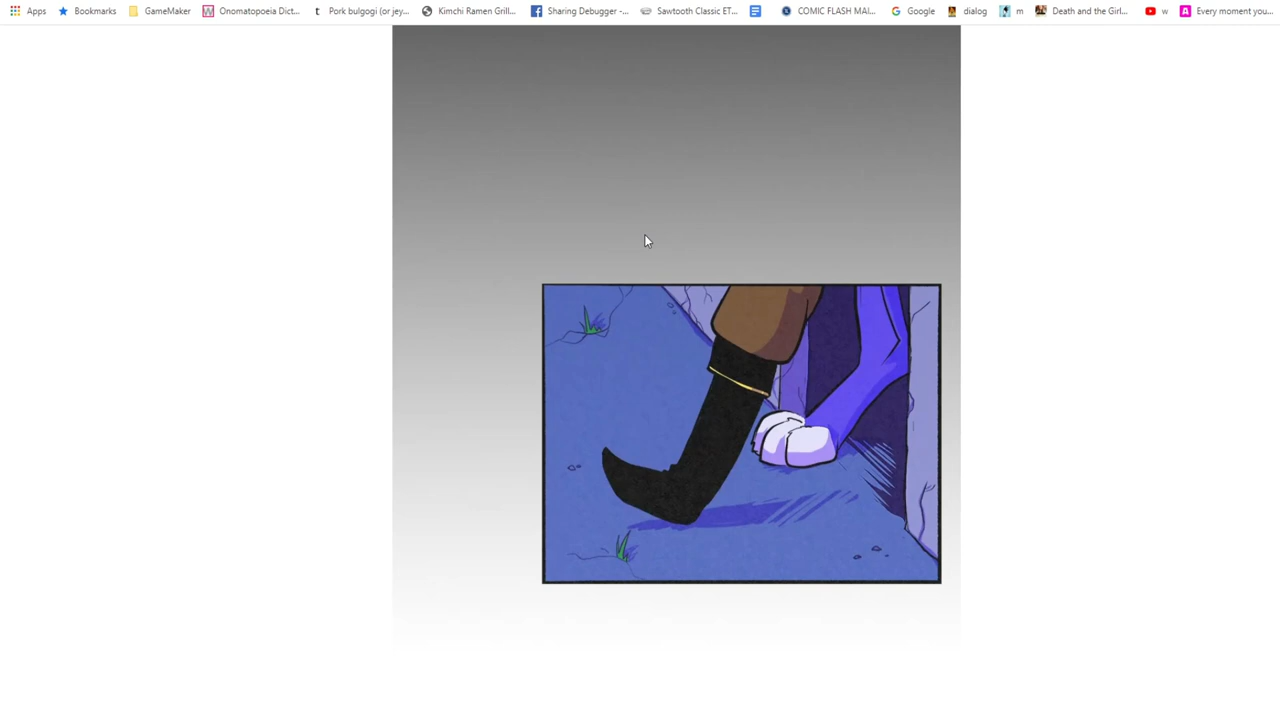 Apps Bookmarks GameMaker Onomatopoeia Dict... Pork bulgogi (or jey... Kimchi Ramen Grill... Sharing Debugger -... Sawtooth Classic ET... COMIC FLASH MAI... Google dialog m Death and the Girl... w Every moment you...